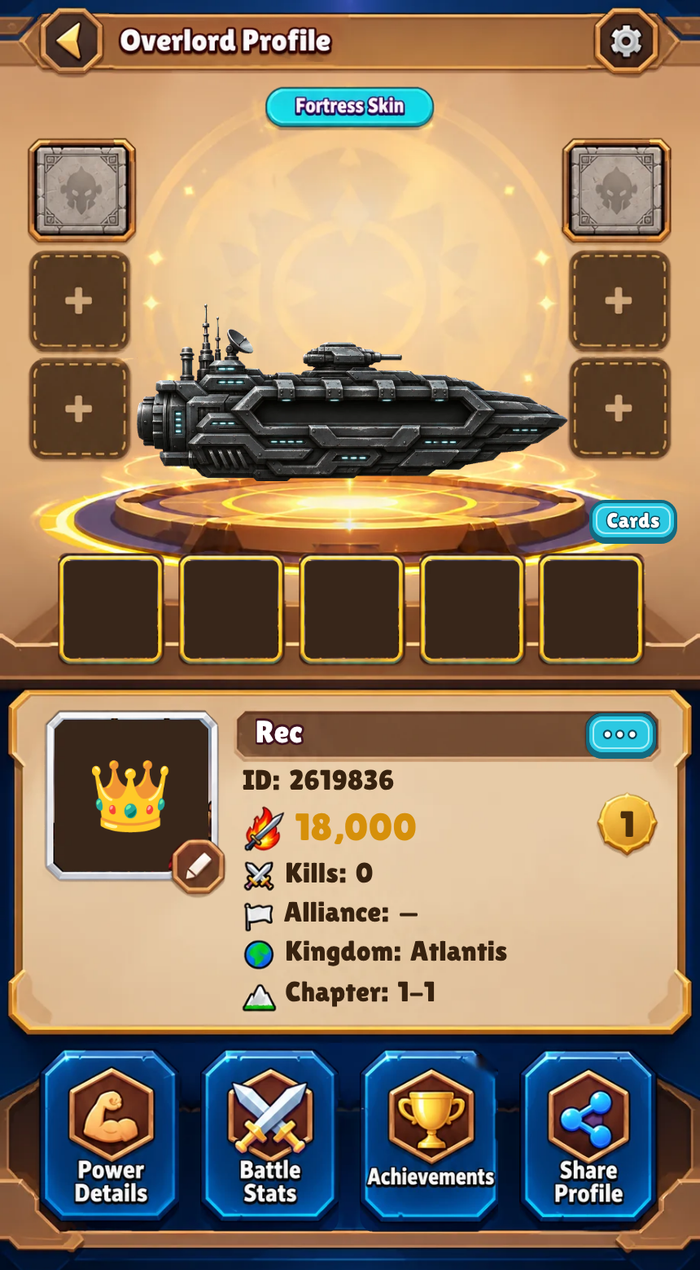 Overlord Profile
Fortress Skin
Cards
Rec
ID: 2619836
18,000
1
Kills: 0
Alliance: —
Kingdom: Atlantis
Chapter: 1–1
Power
Details
Battle
Stats
Achievements
Share
Profile